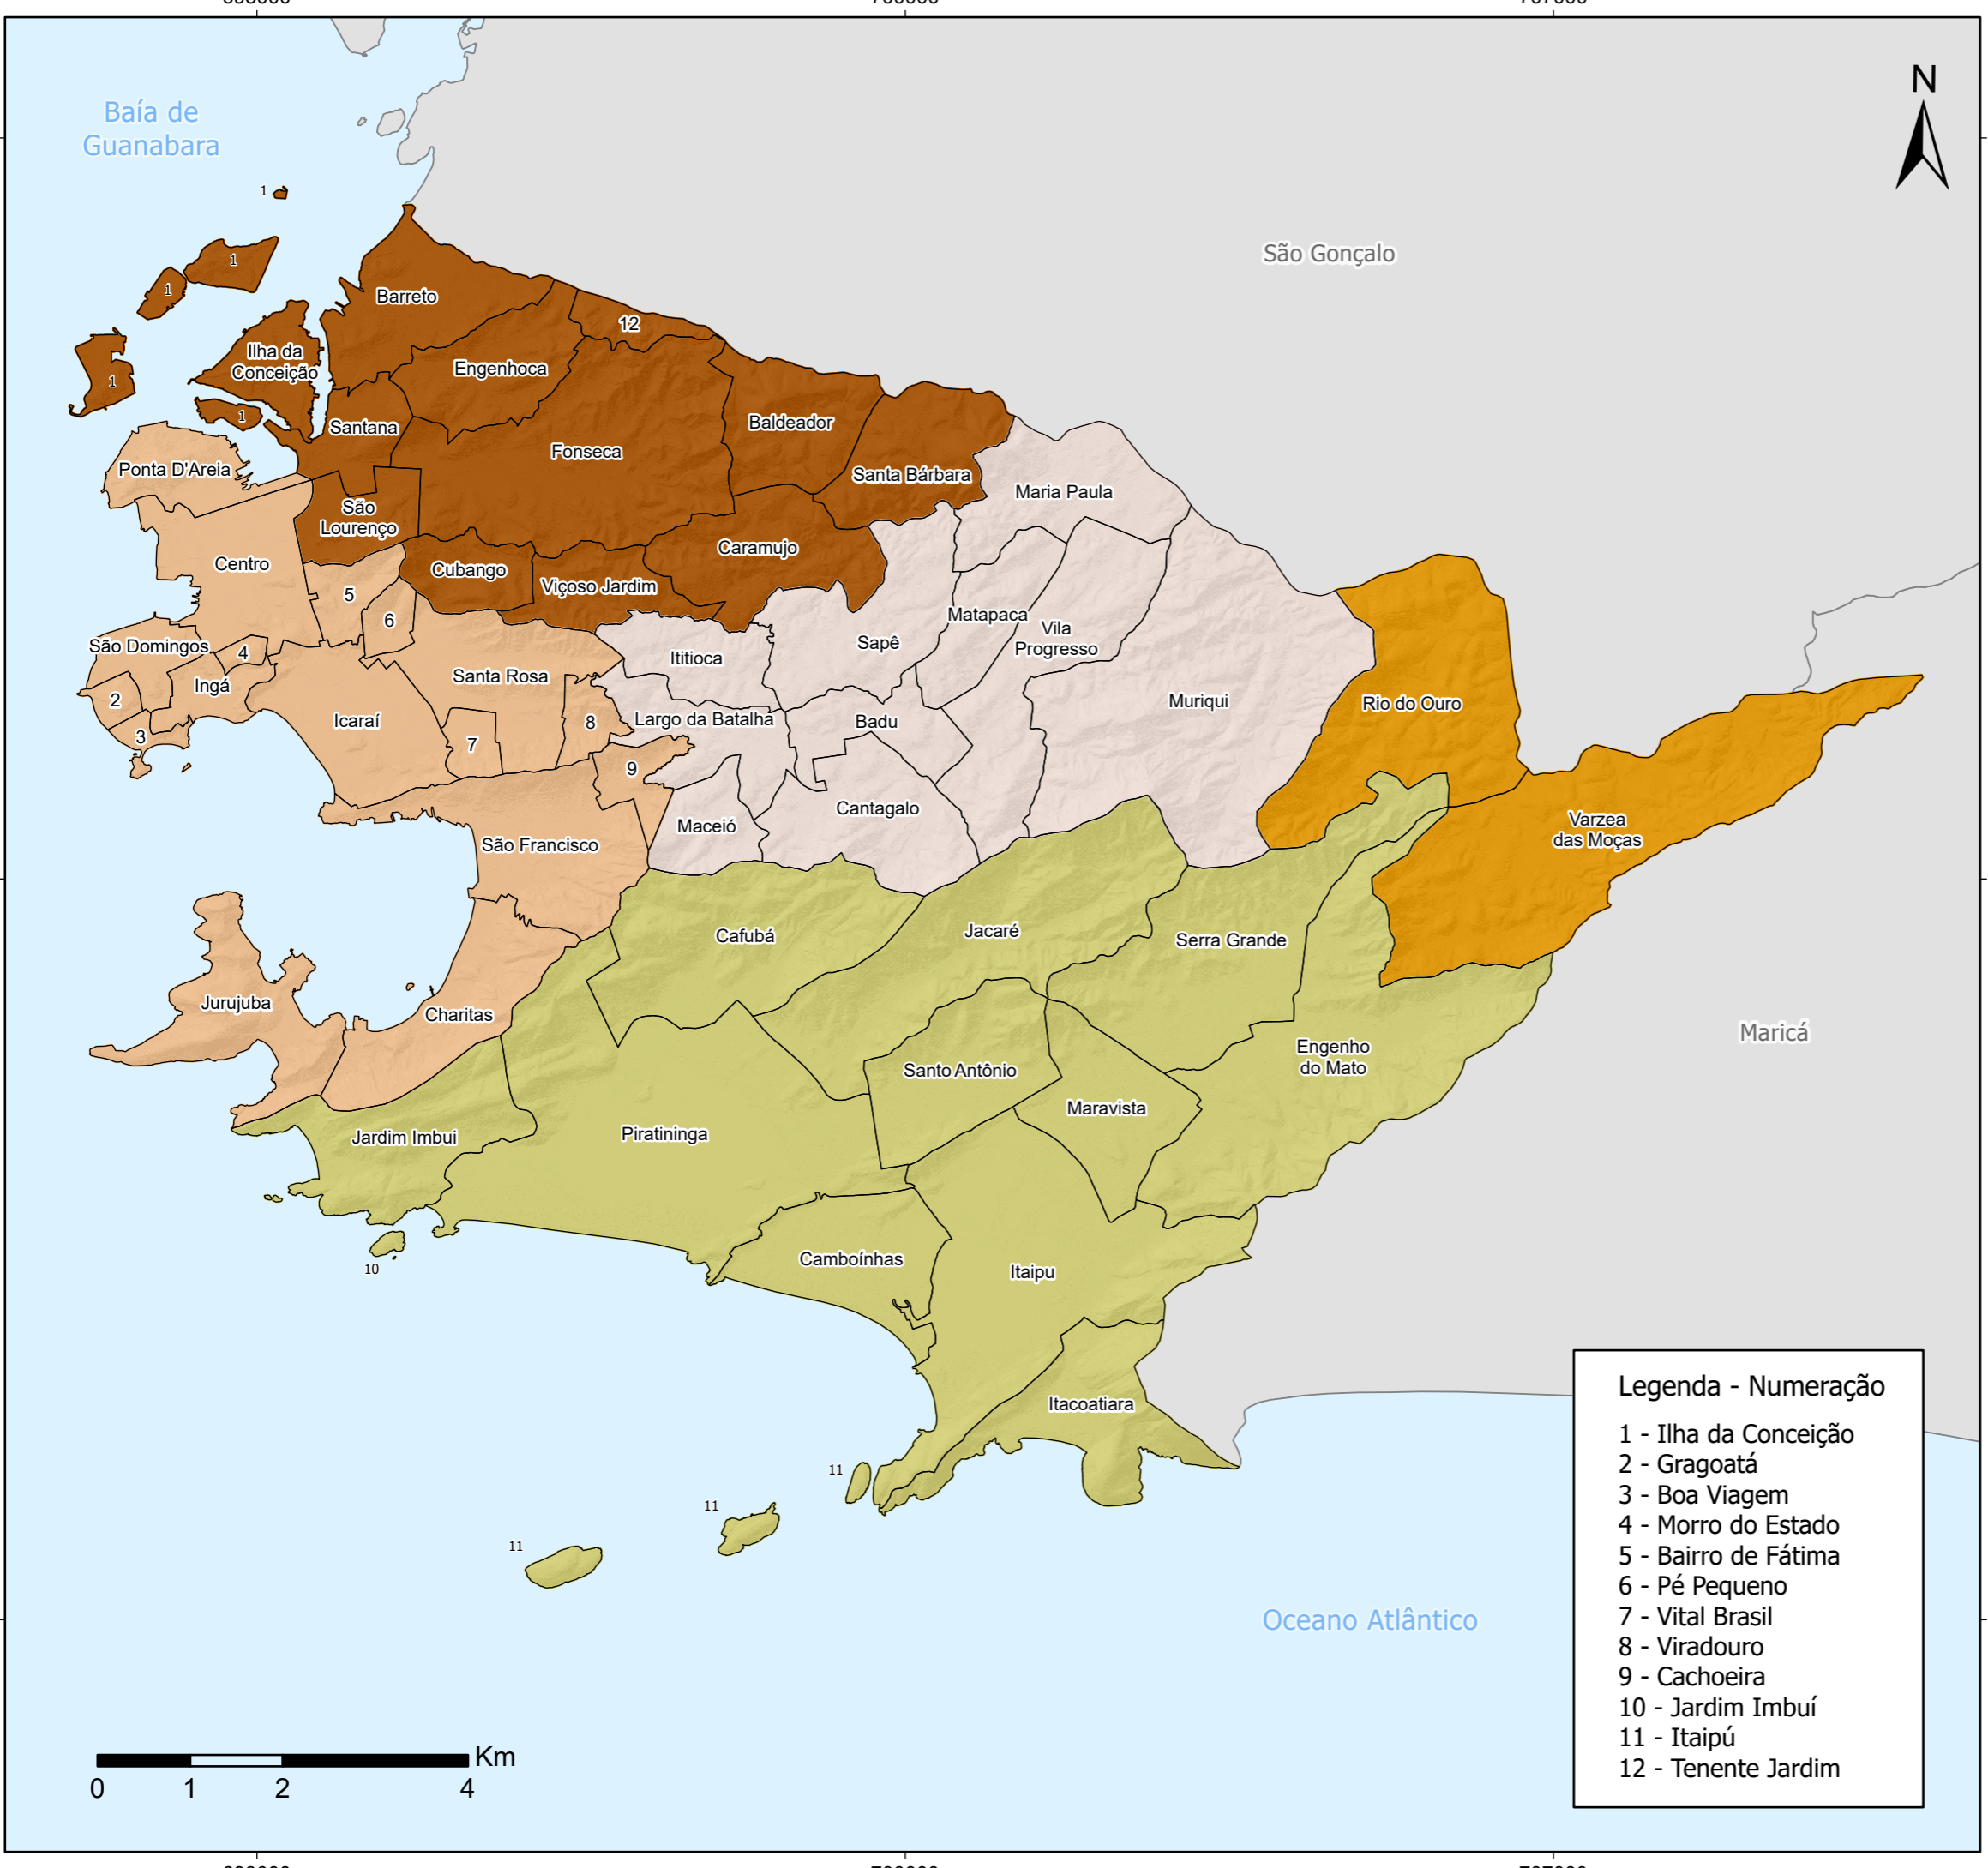 Baía de
Guanabara
N
São Gonçalo
1
1
1
1
1
Barreto
12
Ilha da
Conceição
Engenhoca
Santana
Baldeador
Fonseca
Ponta D'Areia
Santa Bárbara
Maria Paula
São
Lourenço
Caramujo
Centro
Cubango
Viçoso Jardim
5
6
Matapaca
Vila
Progresso
Sapê
São Domingos
4
Ititioca
Santa Rosa
Ingá
2
Muriqui
Rio do Ouro
Icaraí
8
Largo da Batalha
Badu
3
7
9
Cantagalo
Maceió
Varzea
das Moças
São Francisco
Cafubá
Jacaré
Serra Grande
Jurujuba
Charitas
Maricá
Engenho
do Mato
Santo Antônio
Maravista
Piratininga
Jardim Imbui
Camboínhas
10
Itaipu
Itacoatiara
11
11
11
Oceano Atlântico
Legenda - Numeração
1 - Ilha da Conceição
2 - Gragoatá
3 - Boa Viagem
4 - Morro do Estado
5 - Bairro de Fátima
6 - Pé Pequeno
7 - Vital Brasil
8 - Viradouro
9 - Cachoeira
10 - Jardim Imbuí
11 - Itaipú
12 - Tenente Jardim
Km
0 1 2 4